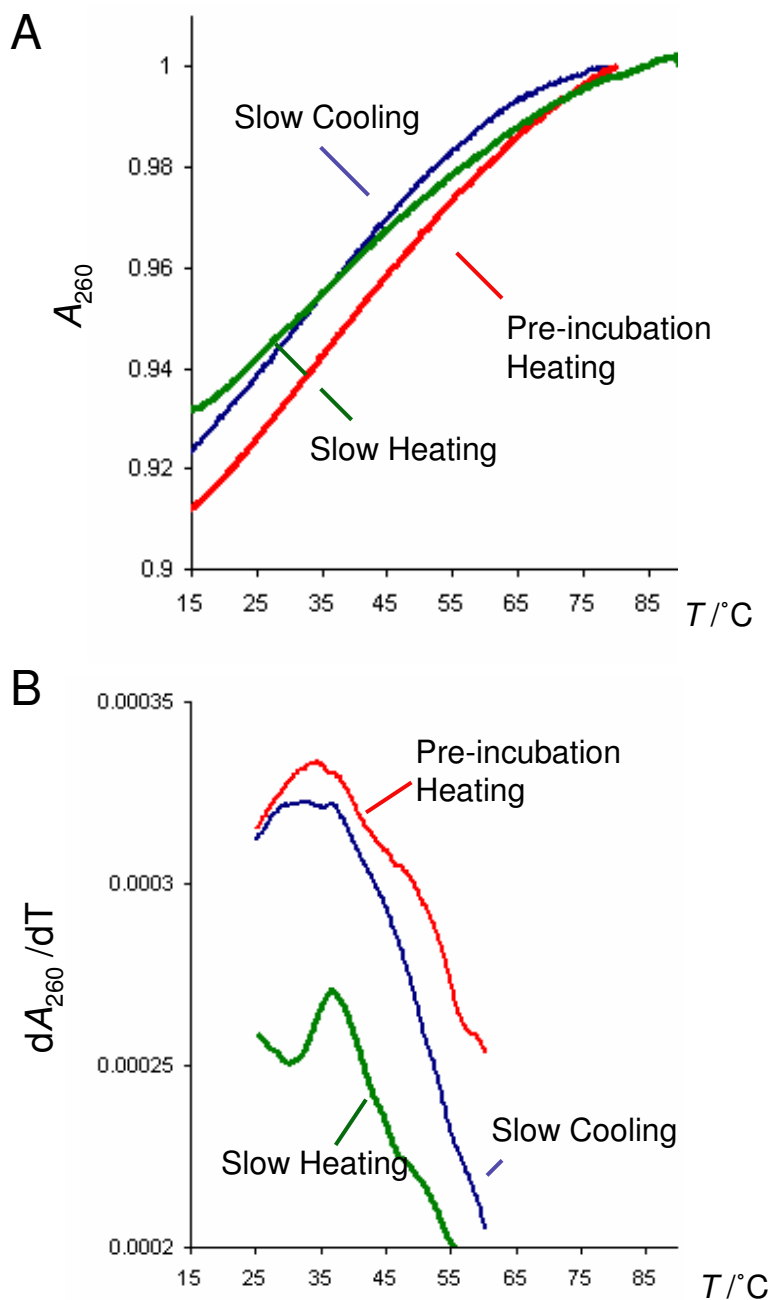 A
1
0.98
0.96
0.94
0.92
0.9
A260
Slow Cooling
Pre-incubation
Heating
Slow Heating
15 25 35 45 55 65 75 85
T /˚C
B
0.00035
0.0003
0.00025
0.0002
dA260 /dT
Pre-incubation
Heating
Slow Cooling
Slow Heating
15 25 35 45 55 65 75 85
T /˚C